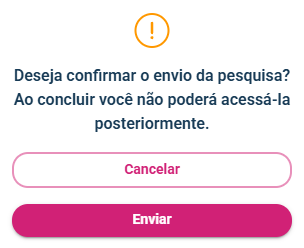 Deseja confirmar o envio da pesquisa?
Ao concluir você não poderá acessá-la
posteriormente.
Cancelar
Enviar